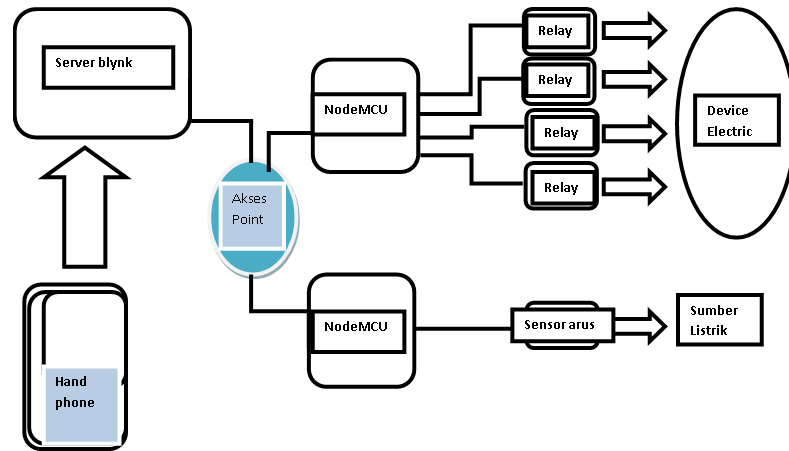 Server blynk
NodeMCU
Relay
Relay
Relay
Relay
Device
Electric
Akses
Point
NodeMCU
Sensor arus
Sumber
Listrik
Hand
phone